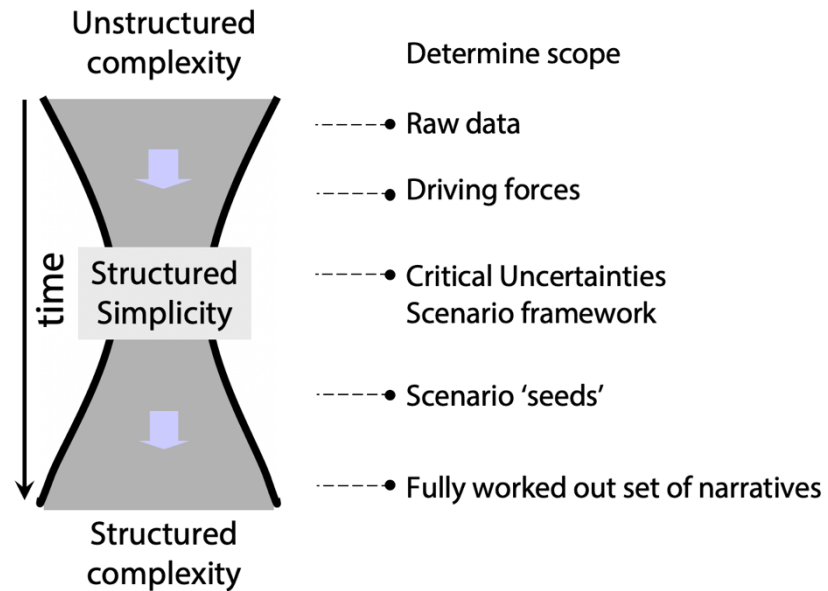 Unstructured
complexity
Determine scope
Raw data
Driving forces
time
Structured
Simplicity
Critical Uncertainties
Scenario framework
Scenario ‘seeds’
Fully worked out set of narratives
Structured
complexity